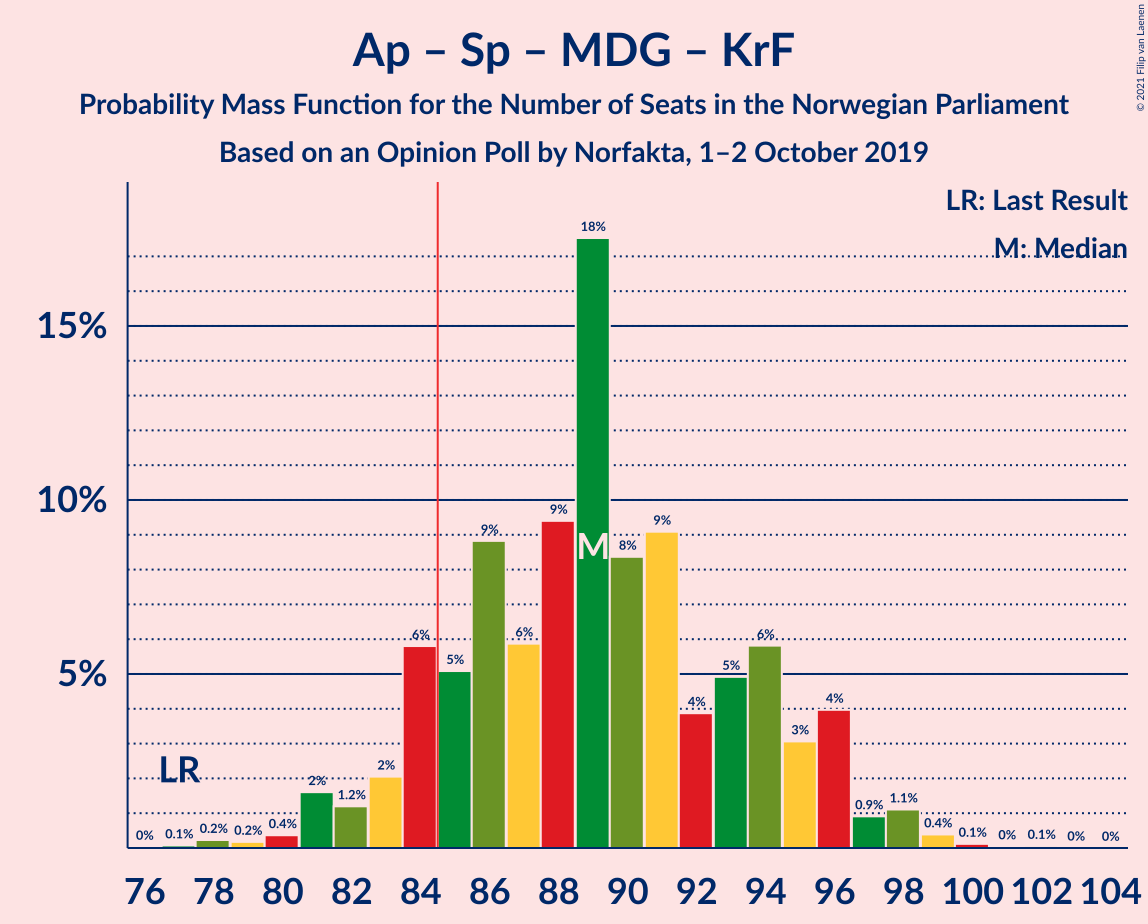 Ap – Sp – MDG – KrF
Probability Mass Function for the Number of Seats in the Norwegian Parliament
Based on an Opinion Poll by Norfakta, 1–2 October 2019
© 2021 Filip van Laenen
LR: Last Result
M: Median
15%
10%
5%
LR
M
0% 0.1% 0.2% 0.2% 0.4% 2% 1.2% 2% 6% 5% 9% 6% 9% 18% 8% 9% 4% 5% 6% 3% 4% 0.9% 1.1% 0.4% 0.1% 0% 0.1% 0% 0%
76 78 80 82 84 86 88 90 92 94 96 98 100 102 104